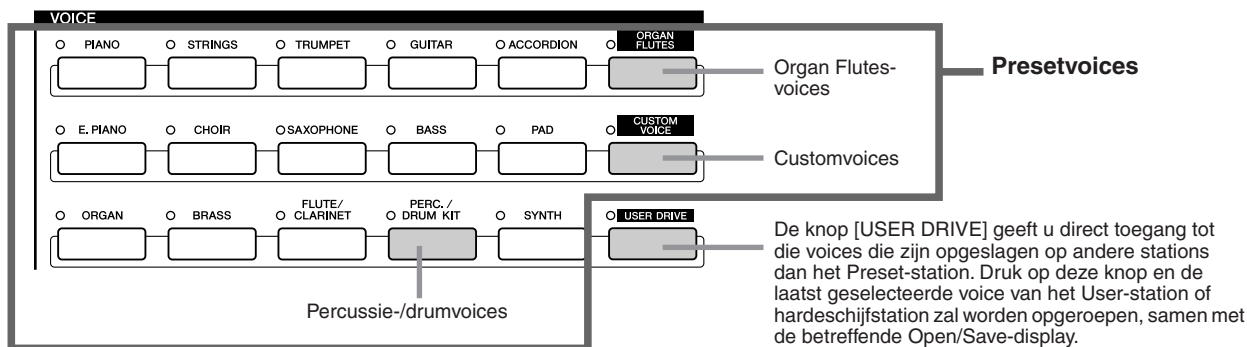 VOICE
PIANO STRINGS TRUMPET GUITAR ACCORDION ORGAN FLUTES
Organ Flutes-
voices
Presetvoices
E. PIANO CHOIR SAXOPHONE BASS PAD CUSTOM VOICE
Customvoices
ORGAN BRASS FLUTE/ CLARINET PERC. / DRUM KIT SYNTH USER DRIVE
Percussie-/drumvoices
De knop [USER DRIVE] geeft u direct toegang tot
die voices die zijn opgeslagen op andere stations
dan het Preset-station. Druk op deze knop en de
laatst geselecteerde voice van het User-station of
hardeschijfstation zal worden opgeroepen, samen met
de betreffende Open/Save-display.